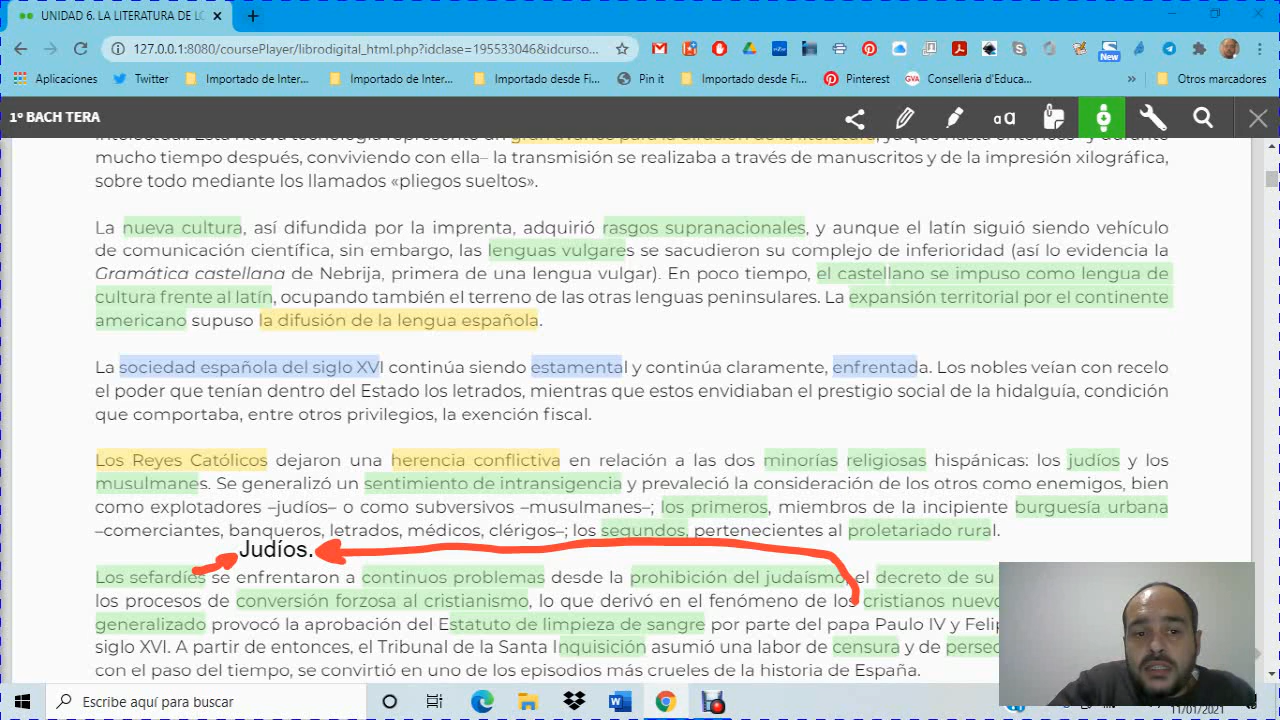 UNIDAD 6. LA LITERATURA DE LO
127.0.0.1:8080/coursePlayer/librodigital_html.php?idclase=195533046&idcurso...
New
Aplicaciones Twitter Importado de Inter... Importado de Inter... Importado desde Fi... Pin it Importado desde Fi... Pinterest GVA Conselleria d'Educa... » Otros marcadores
1º BACH TERA aa
mucho tiempo después, conviviendo con ella– la transmisión se realizaba a través de manuscritos y de la impresión xilográfica,
sobre todo mediante los llamados «pliegos sueltos».
La nueva cultura, así difundida por la imprenta, adquirió rasgos supranacionales, y aunque el latín siguió siendo vehículo
de comunicación científica, sin embargo, las lenguas vulgares se sacudieron su complejo de inferioridad (así lo evidencia la
Gramática castellana de Nebrija, primera de una lengua vulgar). En poco tiempo, el castellano se impuso como lengua de
cultura frente al latín, ocupando también el terreno de las otras lenguas peninsulares. La expansión territorial por el continente
americano supuso la difusión de la lengua española.
La sociedad española del siglo XVI continúa siendo estamental y continúa claramente, enfrentada. Los nobles veían con recelo
el poder que tenían dentro del Estado los letrados, mientras que estos envidiaban el prestigio social de la hidalguía, condición
que comportaba, entre otros privilegios, la exención fiscal.
Los Reyes Católicos dejaron una herencia conflictiva en relación a las dos minorías religiosas hispánicas: los judíos y los
musulmanes. Se generalizó un sentimiento de intransigencia y prevaleció la consideración de los otros como enemigos, bien
como explotadores –judíos– o como subversivos –musulmanes–; los primeros, miembros de la incipiente burguesía urbana
–comerciantes, banqueros, letrados, médicos, clérigos–; los segundos, pertenecientes al proletariado rural.
Judíos.
Los sefardíes se enfrentaron a continuos problemas desde la prohibición del judaísmo, el decreto de su
los procesos de conversión forzosa al cristianismo, lo que derivó en el fenómeno de los cristianos nuevo
generalizado provocó la aprobación del Estatuto de limpieza de sangre por parte del papa Paulo IV y Felip
siglo XVI. A partir de entonces, el Tribunal de la Santa Inquisición asumió una labor de censura y de persec
con el paso del tiempo, se convirtió en uno de los episodios más crueles de la historia de España.
Escribe aquí para buscar
11/01/2021